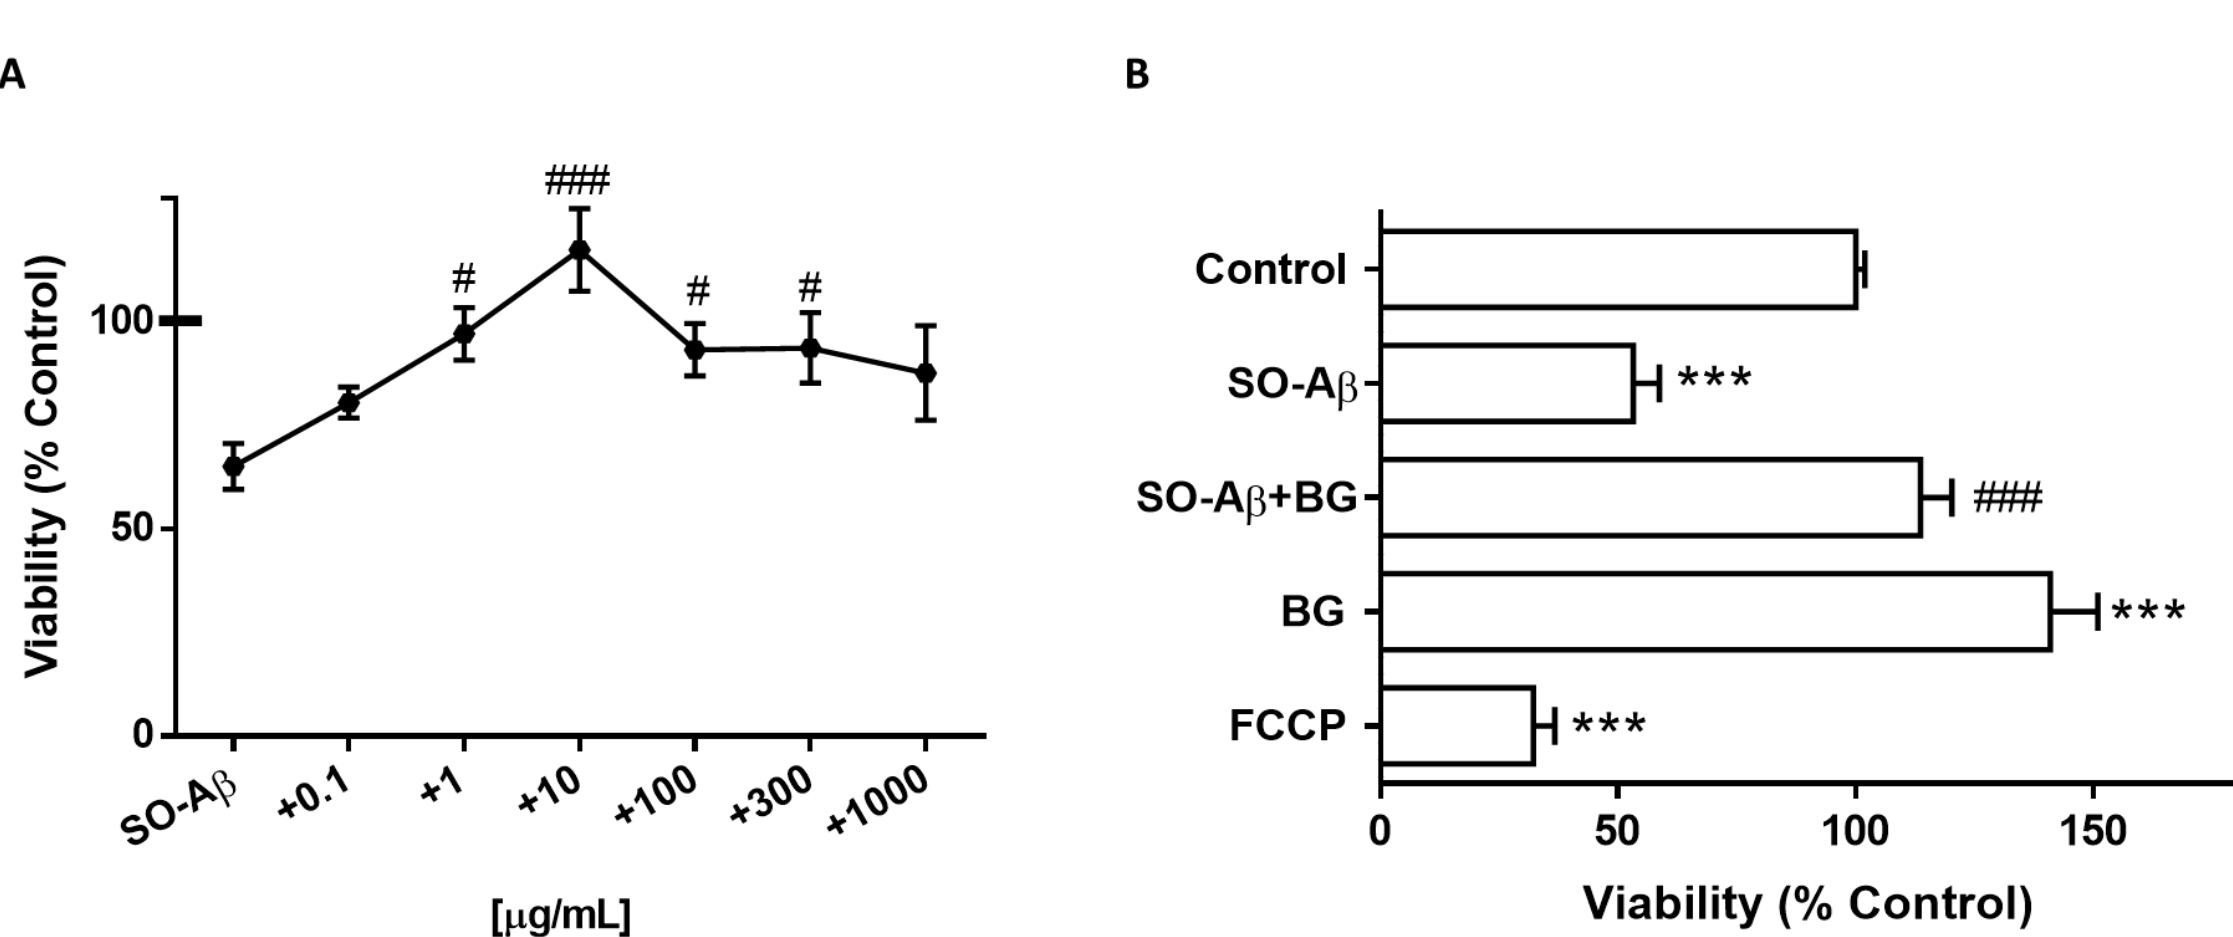 A
###
#
#
#
100
50
0
Viability (% Control)
SO-Aβ
+0.1
+1
+10
+100
+300
+1000
[μg/mL]
B
Control
SO-Aβ
***
SO-Aβ+BG
###
BG
***
FCCP
***
0
50
100
150
Viability (% Control)